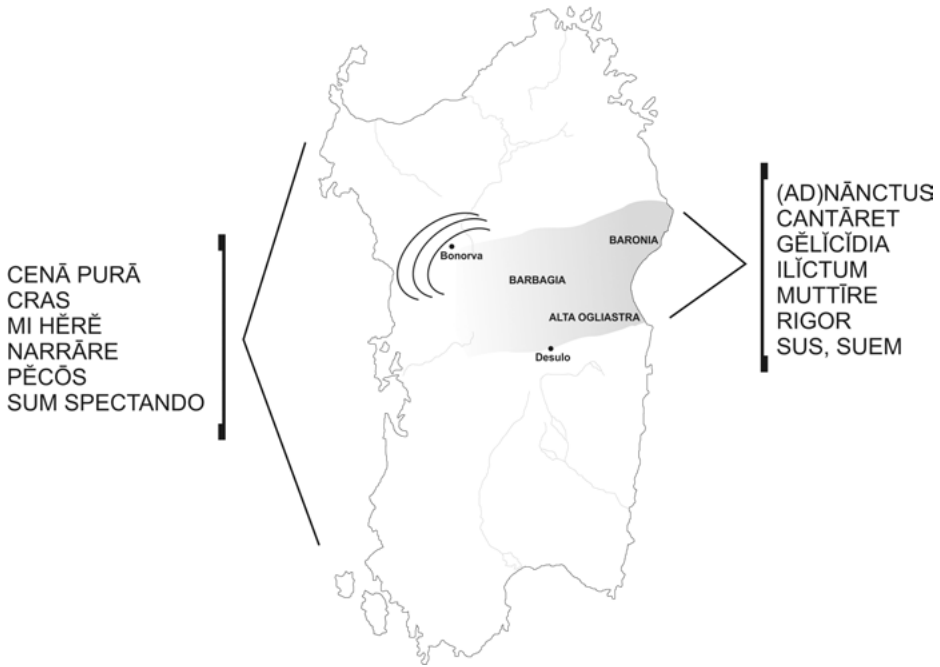 CENĀ PURĀ
CRAS
MI HĔRĔ
NARRĀRE
PĔCŌS
SUM SPECTANDO
Bonorva
BARBAGIA
BARONIA
ALTA OGLIASTRA
Desulo
(AD)NĀNCTUS
CANTĀRET
GĔLĬCĪDIA
ILĬCTUM
MUTTĪRE
RIGOR
SUS, SUEM